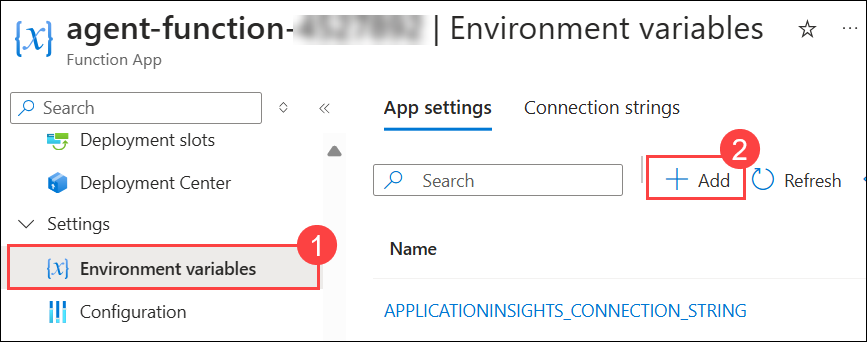 agent-function- | Environment variables
Function App
Search
Deployment slots
Deployment Center
Settings
Environment variables
1
Configuration
App settings
Connection strings
Search
Add
2
Refresh
Name
APPLICATIONINSIGHTS_CONNECTION_STRING